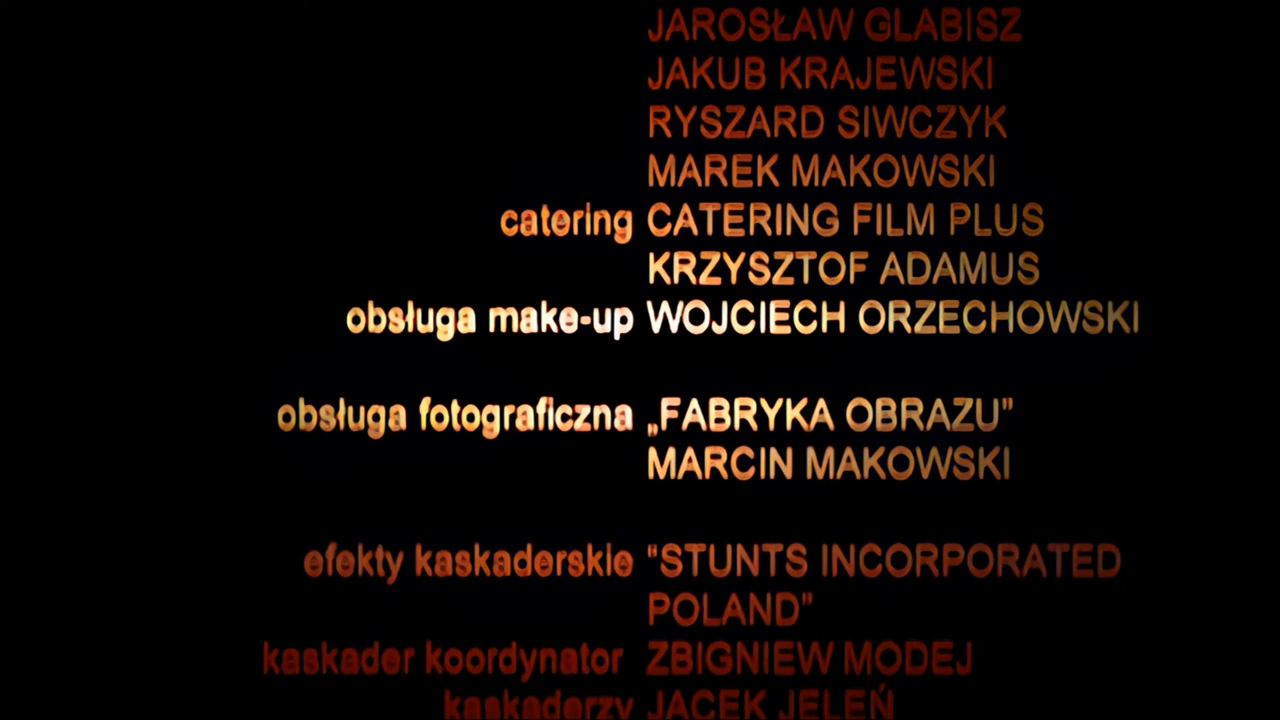 JAROSŁAW GLABISZ
JAKUB KRAJEWSKI
RYSZARD SIWCZYK
MAREK MAKOWSKI
catering CATERING FILM PLUS
KRZYSZTOF ADAMUS
obsługa make-up WOJCIECH ORZECHOWSKI
obsługa fotograficzna „FABRYKA OBRAZU”
MARCIN MAKOWSKI
efekty kaskaderskie "STUNTS INCORPORATED
POLAND"
kaskader koordynator ZBIGNIEW MODEJ
kaskaderzy JACEK JELEŃ